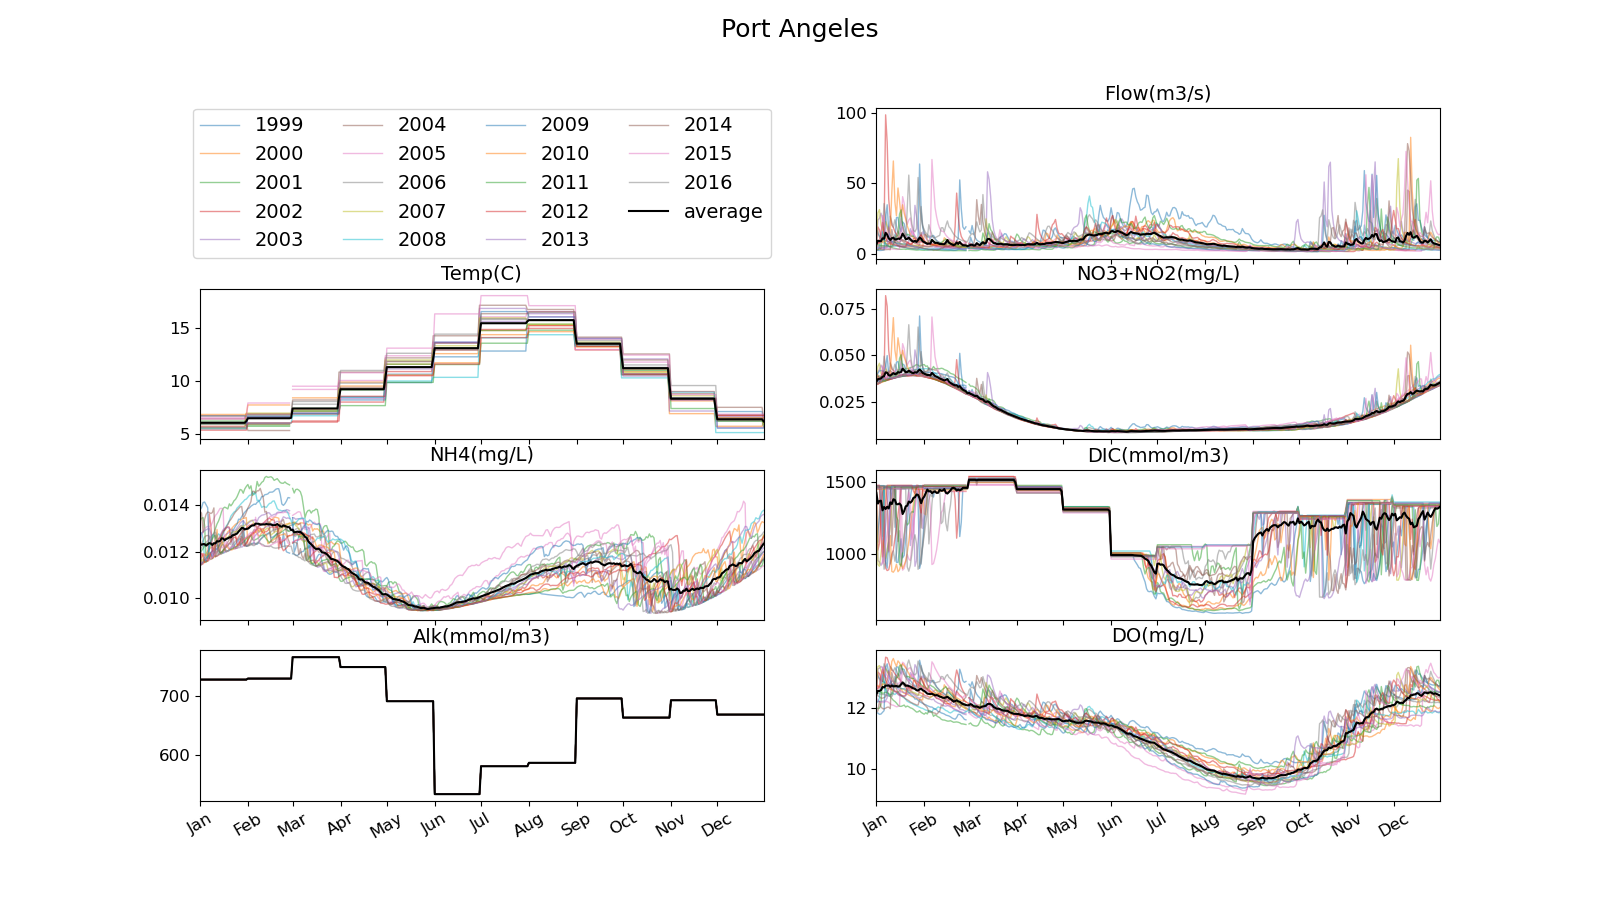 Port Angeles
1999 2004 2009 2014
2000 2005 2010 2015
2001 2006 2011 2016
2002 2007 2012 average
2003 2008 2013
Flow(m3/s)
100
50
0
Temp(C)
15
10
5
NO3+NO2(mg/L)
0.075
0.050
0.025
NH4(mg/L)
0.014
0.012
0.010
DIC(mmol/m3)
1500
1000
Alk(mmol/m3)
700
600
Jan Feb Mar Apr May Jun Jul Aug Sep Oct Nov Dec
DO(mg/L)
12
10
Jan Feb Mar Apr May Jun Jul Aug Sep Oct Nov Dec